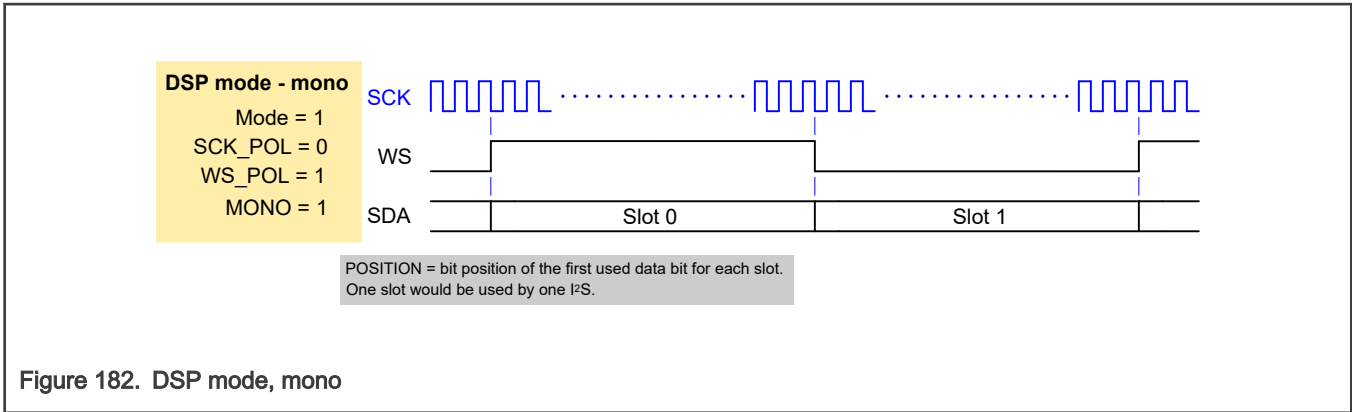 DSP mode - mono
Mode = 1
SCK_POL = 0
WS_POL = 1
MONO = 1
SCK
WS
SDA
Slot 0
Slot 1
POSITION = bit position of the first used data bit for each slot.
One slot would be used by one I²S.
Figure 182. DSP mode, mono